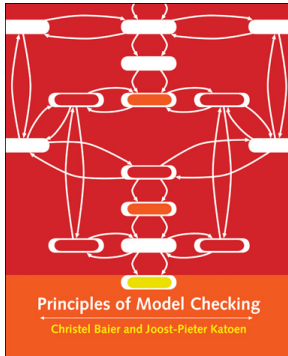 Principles of Model Checking
Christel Baier and Joost-Pieter Katoen